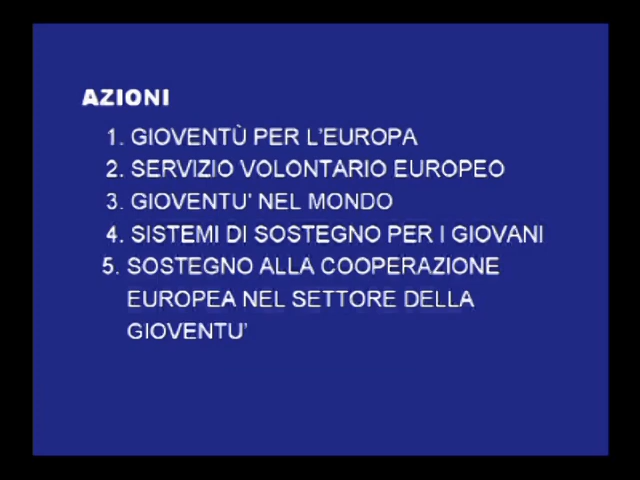 AZIONI
1. GIOVENTÙ PER L'EUROPA
2. SERVIZIO VOLONTARIO EUROPEO
3. GIOVENTU' NEL MONDO
4. SISTEMI DI SOSTEGNO PER I GIOVANI
5. SOSTEGNO ALLA COOPERAZIONE
EUROPEA NEL SETTORE DELLA
GIOVENTU'